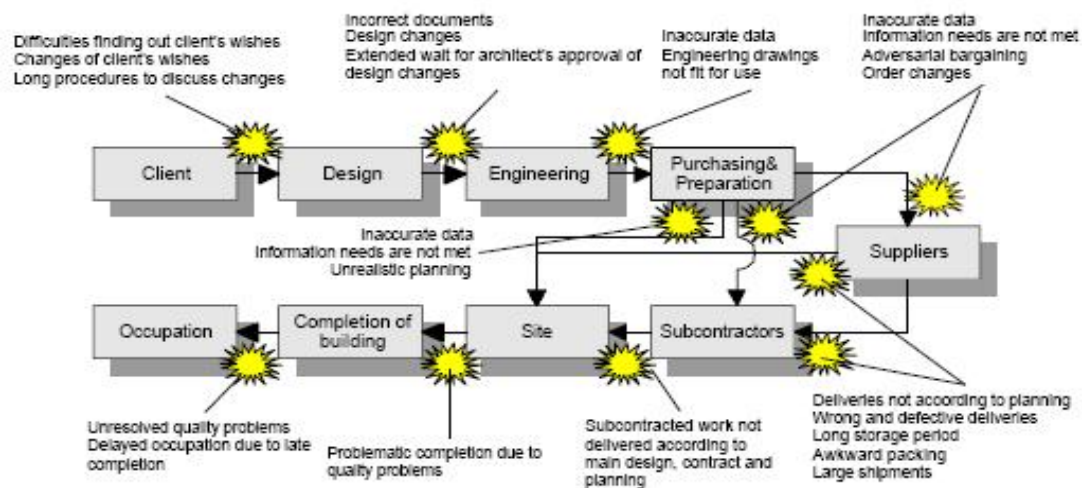 Difficulties finding out client's wishes
Changes of client's wishes
Long procedures to discuss changes
Incorrect documents
Design changes
Extended wait for architect's approval of
design changes
Inaccurate data
Engineering drawings
not fit for use
Inaccurate data
Information needs are not met
Adversarial bargaining
Order changes
Client
Design
Engineering
Purchasing&
Preparation
Inaccurate data
Information needs are not met
Unrealistic planning
Suppliers
Occupation
Completion of
building
Site
Subcontractors
Unresolved quality problems
Delayed occupation due to late
completion
Problematic completion due to
quality problems
Subcontracted work not
delivered according to
main design, contract and
planning
Deliveries not according to planning
Wrong and defective deliveries
Long storage period
Awkward packing
Large shipments